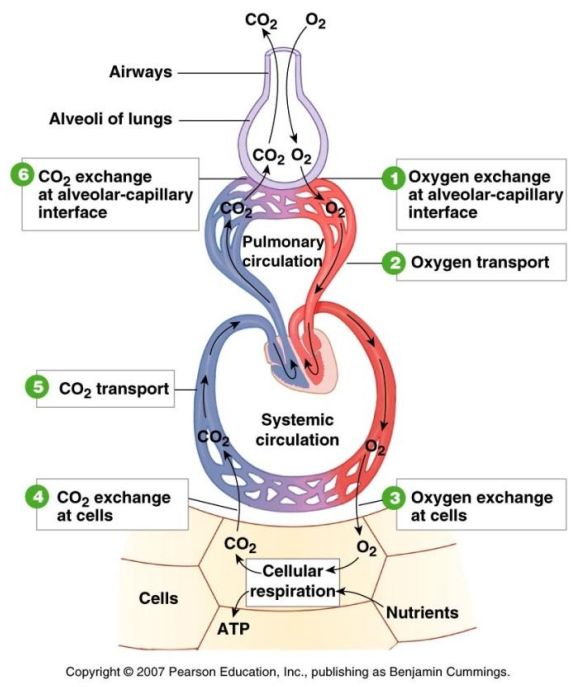 CO2 O2
Airways
Alveoli of lungs
CO2 O2
6 CO2 exchange
at alveolar-capillary
interface
1 Oxygen exchange
at alveolar-capillary
interface
CO2 O2
Pulmonary
circulation
2 Oxygen transport
5 CO2 transport
Systemic
circulation
CO2 O2
4 CO2 exchange
at cells
3 Oxygen exchange
at cells
CO2 O2
Cellular
respiration
Cells
Nutrients
ATP
Copyright © 2007 Pearson Education, Inc., publishing as Benjamin Cummings.